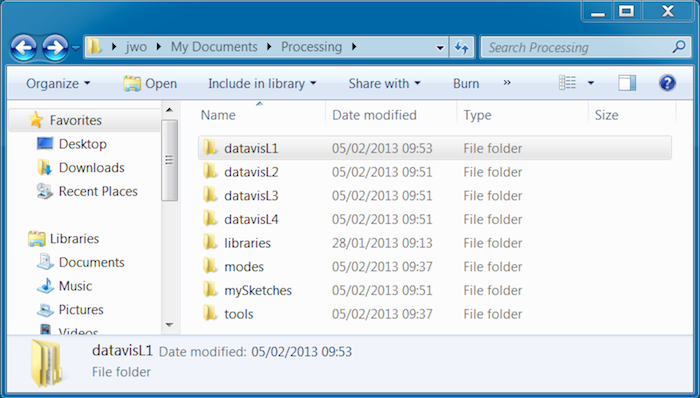 jwo My Documents Processing
Search Processing
Organize Open Include in library Share with Burn »
Name Date modified Type Size
Favorites
Desktop
Downloads
Recent Places
Libraries
Documents
Music
Pictures
Videos
datavisL1 05/02/2013 09:53 File folder
datavisL2 05/02/2013 09:51 File folder
datavisL3 05/02/2013 09:51 File folder
datavisL4 05/02/2013 09:51 File folder
libraries 28/01/2013 09:13 File folder
modes 05/02/2013 09:37 File folder
mySketches 05/02/2013 09:51 File folder
tools 05/02/2013 09:37 File folder
datavisL1 Date modified: 05/02/2013 09:53
File folder